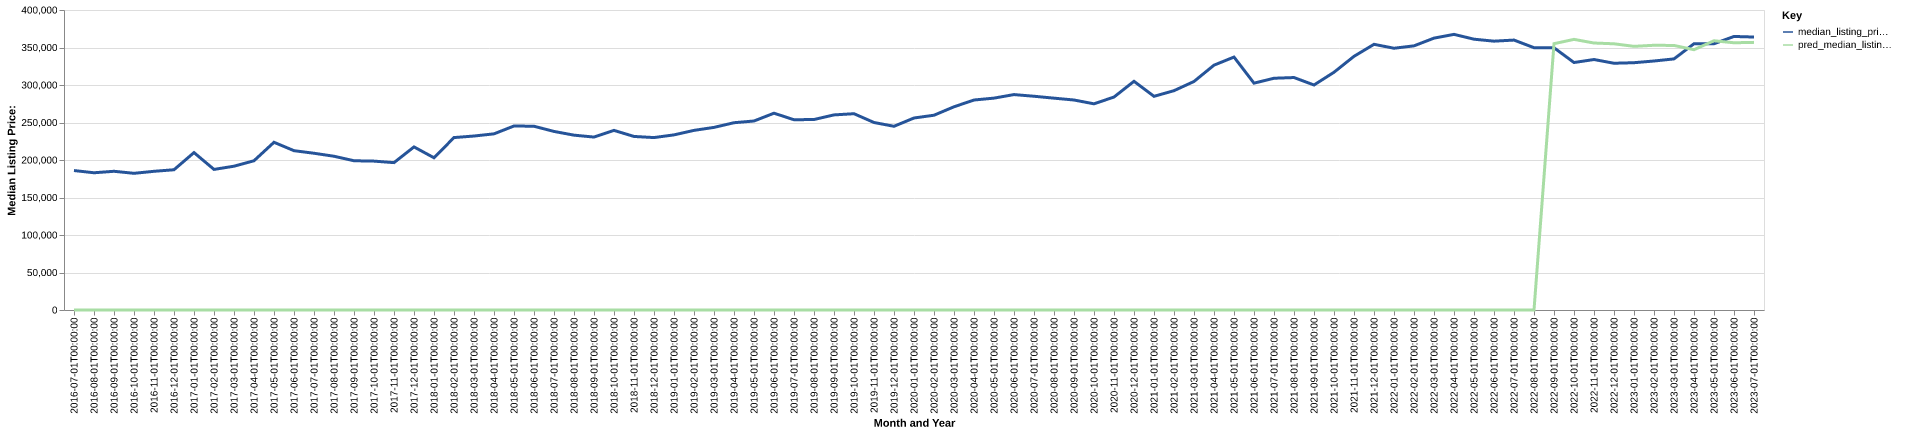 400,000
350,000
300,000
250,000
200,000
150,000
100,000
50,000
0
Median Listing Price:
2016-07-01T00:00:00
2016-08-01T00:00:00
2016-09-01T00:00:00
2016-10-01T00:00:00
2016-11-01T00:00:00
2016-12-01T00:00:00
2017-01-01T00:00:00
2017-02-01T00:00:00
2017-03-01T00:00:00
2017-04-01T00:00:00
2017-05-01T00:00:00
2017-06-01T00:00:00
2017-07-01T00:00:00
2017-08-01T00:00:00
2017-09-01T00:00:00
2017-10-01T00:00:00
2017-11-01T00:00:00
2017-12-01T00:00:00
2018-01-01T00:00:00
2018-02-01T00:00:00
2018-03-01T00:00:00
2018-04-01T00:00:00
2018-05-01T00:00:00
2018-06-01T00:00:00
2018-07-01T00:00:00
2018-08-01T00:00:00
2018-09-01T00:00:00
2018-10-01T00:00:00
2018-11-01T00:00:00
2018-12-01T00:00:00
2019-01-01T00:00:00
2019-02-01T00:00:00
2019-03-01T00:00:00
2019-04-01T00:00:00
2019-05-01T00:00:00
2019-06-01T00:00:00
2019-07-01T00:00:00
2019-08-01T00:00:00
2019-09-01T00:00:00
2019-10-01T00:00:00
2019-11-01T00:00:00
2019-12-01T00:00:00
2020-01-01T00:00:00
2020-02-01T00:00:00
2020-03-01T00:00:00
2020-04-01T00:00:00
2020-05-01T00:00:00
2020-06-01T00:00:00
2020-07-01T00:00:00
2020-08-01T00:00:00
2020-09-01T00:00:00
2020-10-01T00:00:00
2020-11-01T00:00:00
2020-12-01T00:00:00
2021-01-01T00:00:00
2021-02-01T00:00:00
2021-03-01T00:00:00
2021-04-01T00:00:00
2021-05-01T00:00:00
2021-06-01T00:00:00
2021-07-01T00:00:00
2021-08-01T00:00:00
2021-09-01T00:00:00
2021-10-01T00:00:00
2021-11-01T00:00:00
2021-12-01T00:00:00
2022-01-01T00:00:00
2022-02-01T00:00:00
2022-03-01T00:00:00
2022-04-01T00:00:00
2022-05-01T00:00:00
2022-06-01T00:00:00
2022-07-01T00:00:00
2022-08-01T00:00:00
2022-09-01T00:00:00
2022-10-01T00:00:00
2022-11-01T00:00:00
2022-12-01T00:00:00
2023-01-01T00:00:00
2023-02-01T00:00:00
2023-03-01T00:00:00
2023-04-01T00:00:00
2023-05-01T00:00:00
2023-06-01T00:00:00
2023-07-01T00:00:00
Month and Year
Key
median_listing_pri…
pred_median_listin…